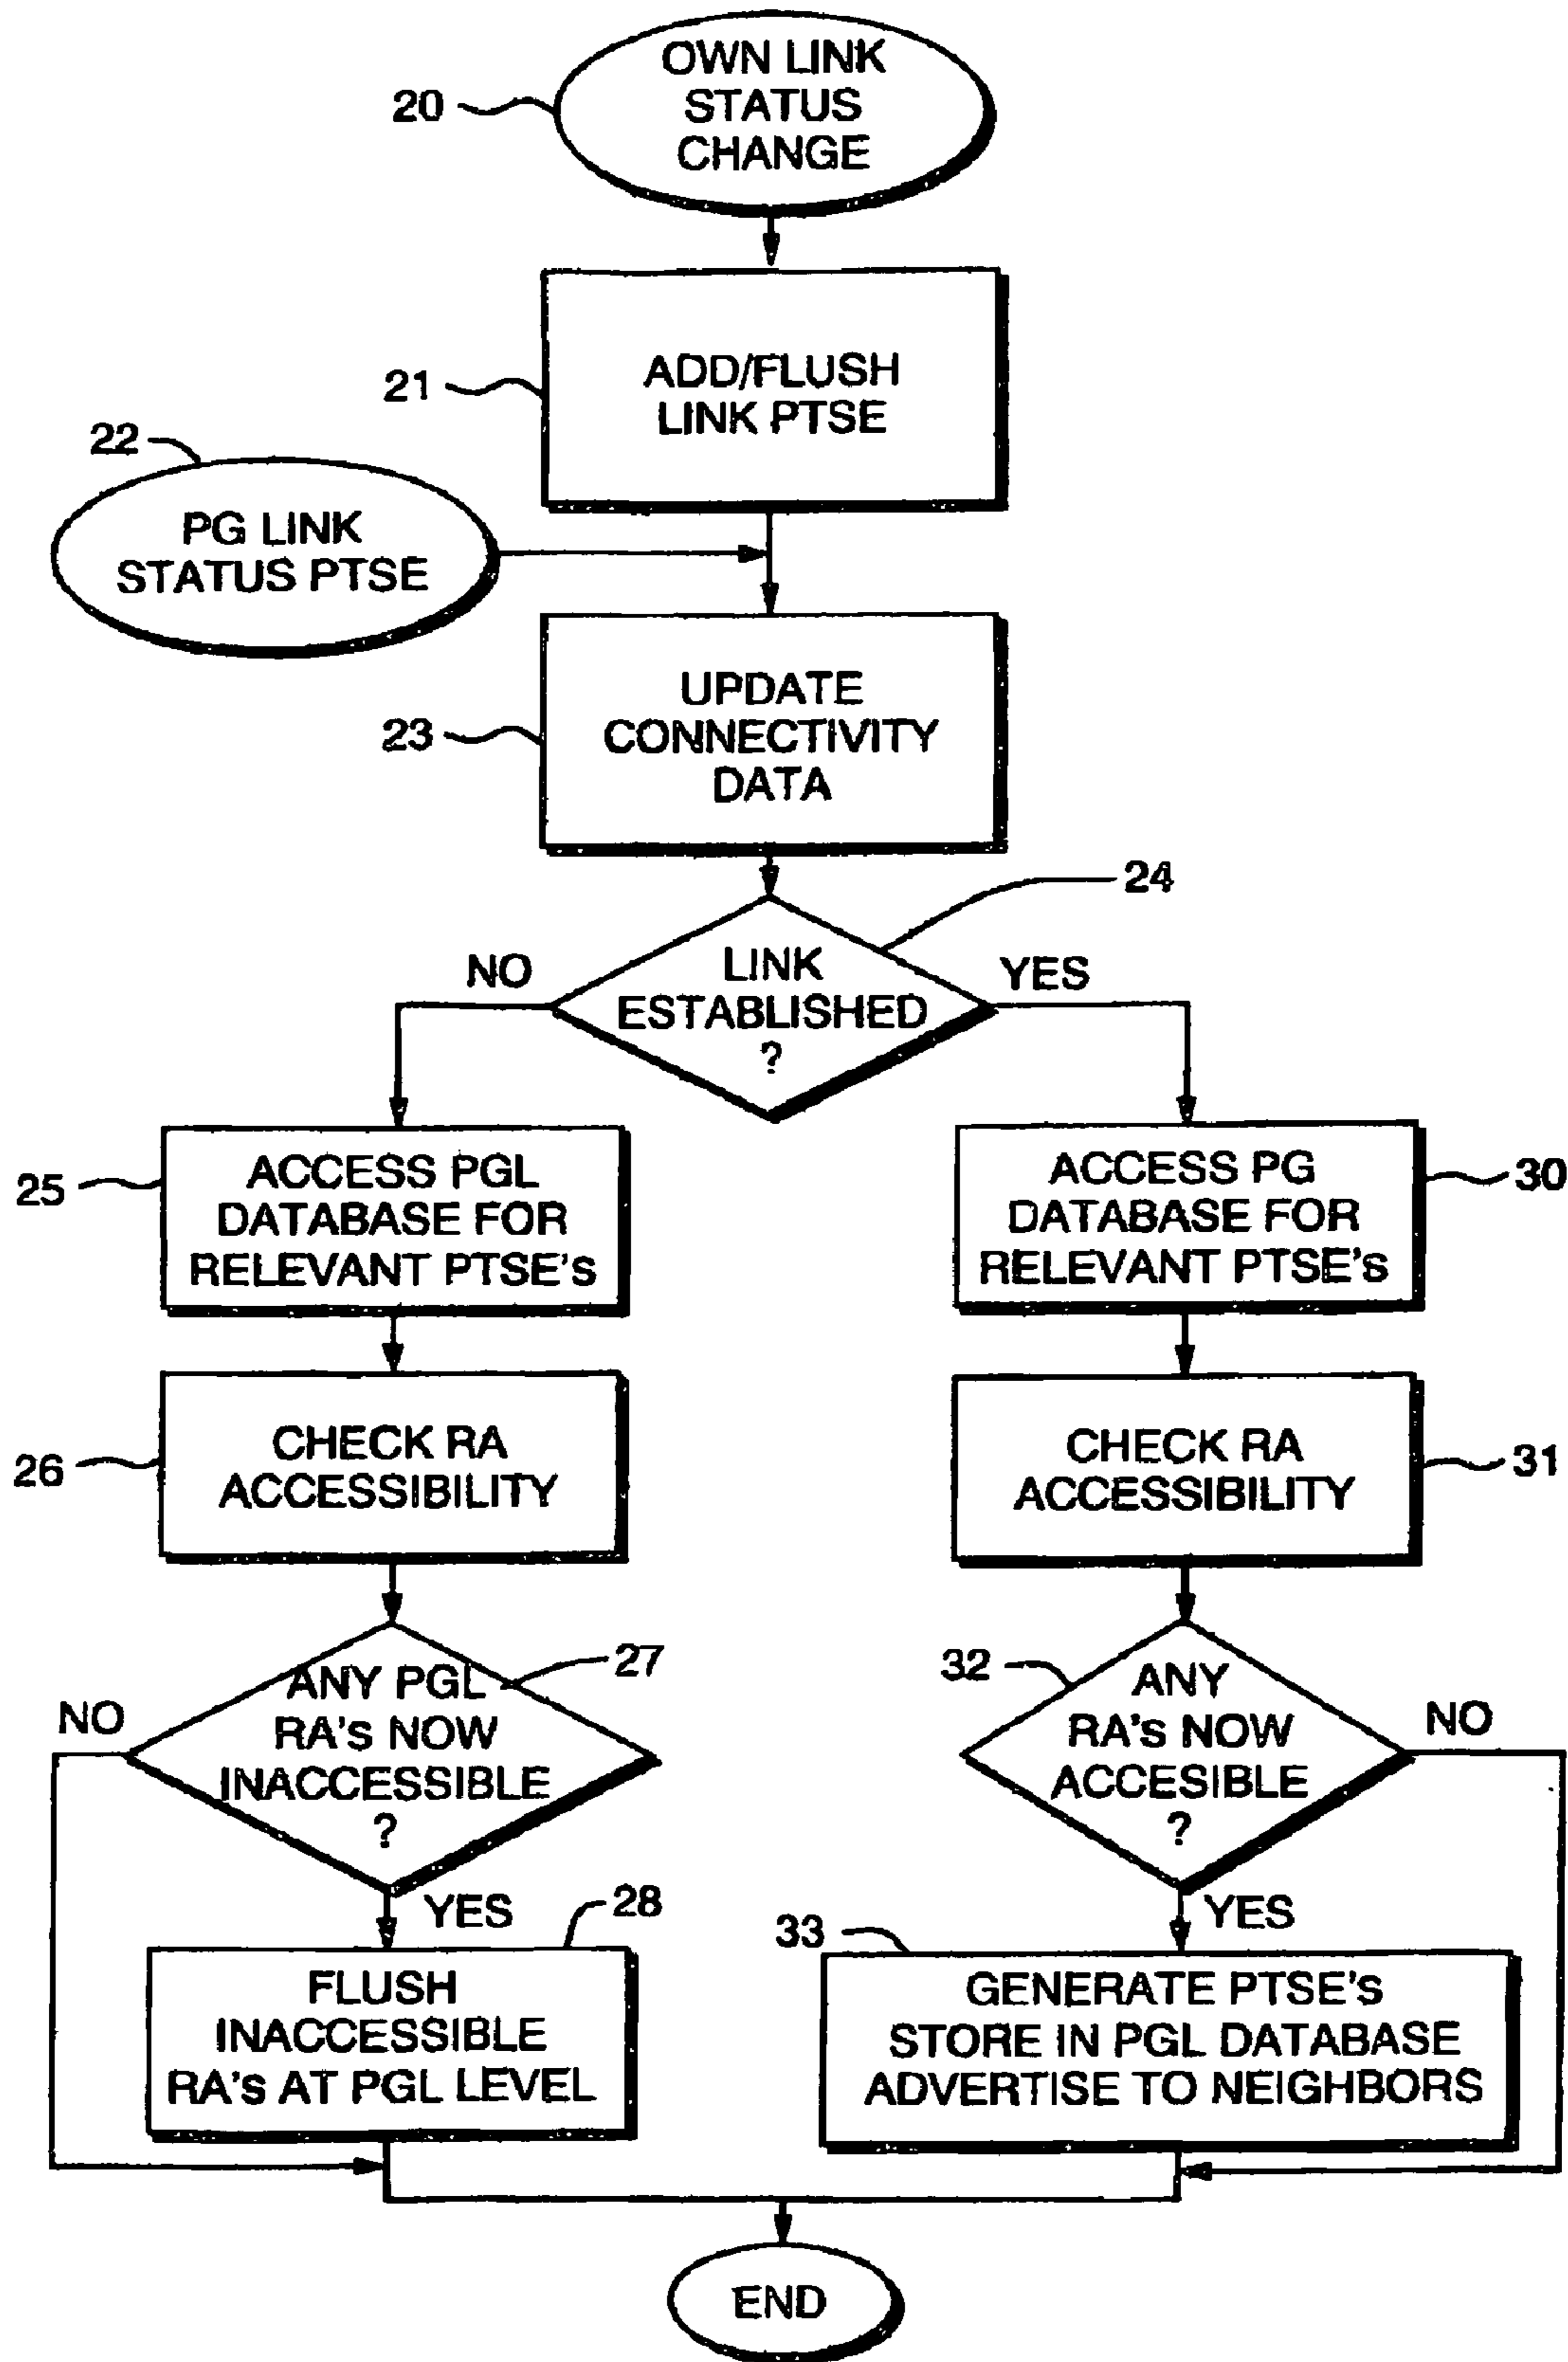 OWN LINK
STATUS
CHANGE
20
ADD/FLUSH
LINK PTSE
21
22
PG LINK
STATUS PTSE
UPDATE
CONNECTIVITY
DATA
23
24
LINK
ESTABLISHED
?
NO
YES
25
ACCESS PGL
DATABASE FOR
RELEVANT PTSE's
ACCESS PG
DATABASE FOR
RELEVANT PTSE's
30
26
CHECK RA
ACCESSIBILITY
CHECK RA
ACCESSIBILITY
31
27
ANY PGL
RA's NOW
INACCESSIBLE
?
NO
YES
32
ANY
RA's NOW
ACCESIBLE
?
NO
YES
28
FLUSH
INACCESSIBLE
RA's AT PGL LEVEL
33
GENERATE PTSE's
STORE IN PGL DATABASE
ADVERTISE TO NEIGHBORS
END